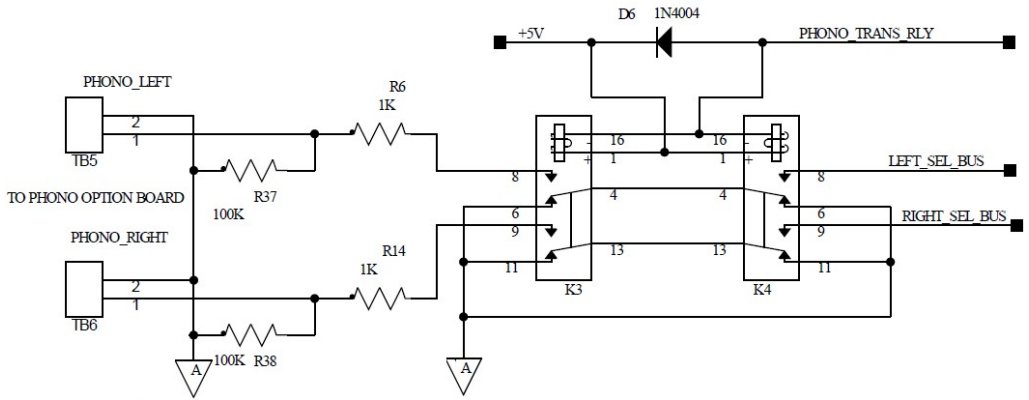 D6 1N4004
+5V PHONO_TRANS_RLY
PHONO_LEFT
R6
1K
2
1
TB5
16 16
- -
1 1
+ +
LEFT_SEL_BUS
8 8
R37
100K
TO PHONO OPTION BOARD
4 4
6 6
RIGHT_SEL_BUS
9 9
PHONO_RIGHT
R14
1K
13 13
11 11
2
1
TB6
K3 K4
100K R38
A A